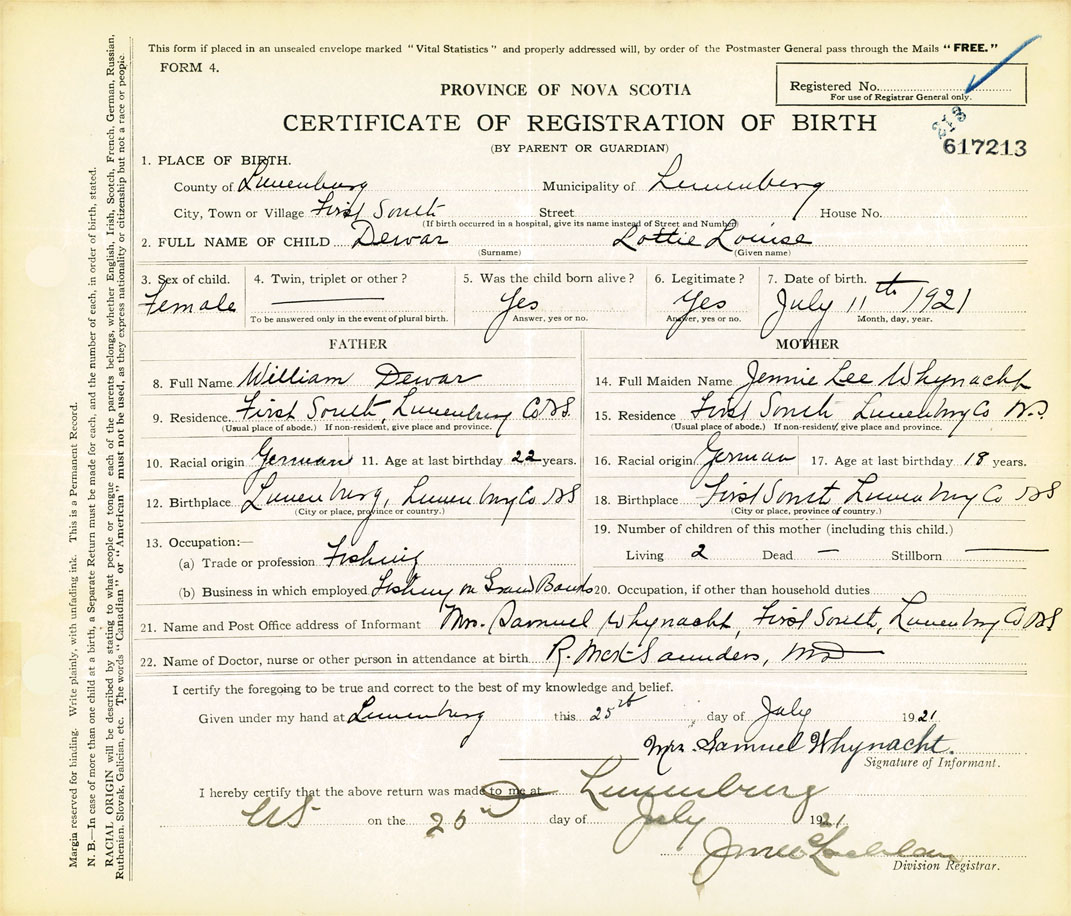 This form if placed in an unsealed envelope marked "Vital Statistics" and properly addressed will, by order of the Postmaster General pass through the Mails "FREE."
FORM 4.
Registered No.
For use of Registrar General only.
PROVINCE OF NOVA SCOTIA
CERTIFICATE OF REGISTRATION OF BIRTH
213
617213
(BY PARENT OR GUARDIAN)
1. PLACE OF BIRTH.
County of Lunenburg Municipality of Lunenburg
City, Town or Village First South Street House No.
(If birth occurred in a hospital, give its name instead of Street and Number)
2. FULL NAME OF CHILD Dewar Lottie Louise
(Surname) (Given name)
3. Sex of child. 4. Twin, triplet or other? 5. Was the child born alive? 6. Legitimate? 7. Date of birth.
Female Yes Yes July 11th 1921
To be answered only in the event of plural birth. Answer, yes or no. Answer, yes or no. Month, day, year.
FATHER MOTHER
8. Full Name William Dewar 14. Full Maiden Name Jennie Lee Whynacht
9. Residence First South, Lunenburg Co NS 15. Residence First South Lunenburg Co N.S.
(Usual place of abode.) If non-resident, give place and province. (Usual place of abode.) If non-resident, give place and province.
10. Racial origin German 11. Age at last birthday 22 years. 16. Racial origin German 17. Age at last birthday 18 years.
12. Birthplace Lunenburg, Lunenburg Co NS 18. Birthplace First South Lunenburg Co NS
(City or place, province or country.) (City or place, province of country.)
19. Number of children of this mother (including this child.)
13. Occupation:—
Living 2 Dead — Stillborn —
(a) Trade or profession Fishing
(b) Business in which employed Fishing on Grand Banks 20. Occupation, if other than household duties
21. Name and Post Office address of Informant Mrs. Samuel Whynacht, First South, Lunenburg Co NS.
22. Name of Doctor, nurse or other person in attendance at birth R. Saunders, MD
I certify the foregoing to be true and correct to the best of my knowledge and belief.
Given under my hand at Lunenburg this 25th day of July 1921
Mrs. Samuel Whynacht.
Signature of Informant.
I hereby certify that the above return was made to me at Lunenburg
NS on the 26th day of July 1921
Division Registrar.
Margin reserved for binding. Write plainly, with unfading ink. This is a Permanent Record.
N. B.—In case of more than one child at a birth, a Separate Return must be made for each, and the number of each, in order of birth, stated.
RACIAL ORIGIN will be described by stating to what people or tongue each of the parents belongs, whether English, Irish, Scotch, French, German, Russian,
Ruthenian, Slovak, Galician, etc. The words "Canadian" or "American" must not be used, as they express nationality or citizenship but not a race or people